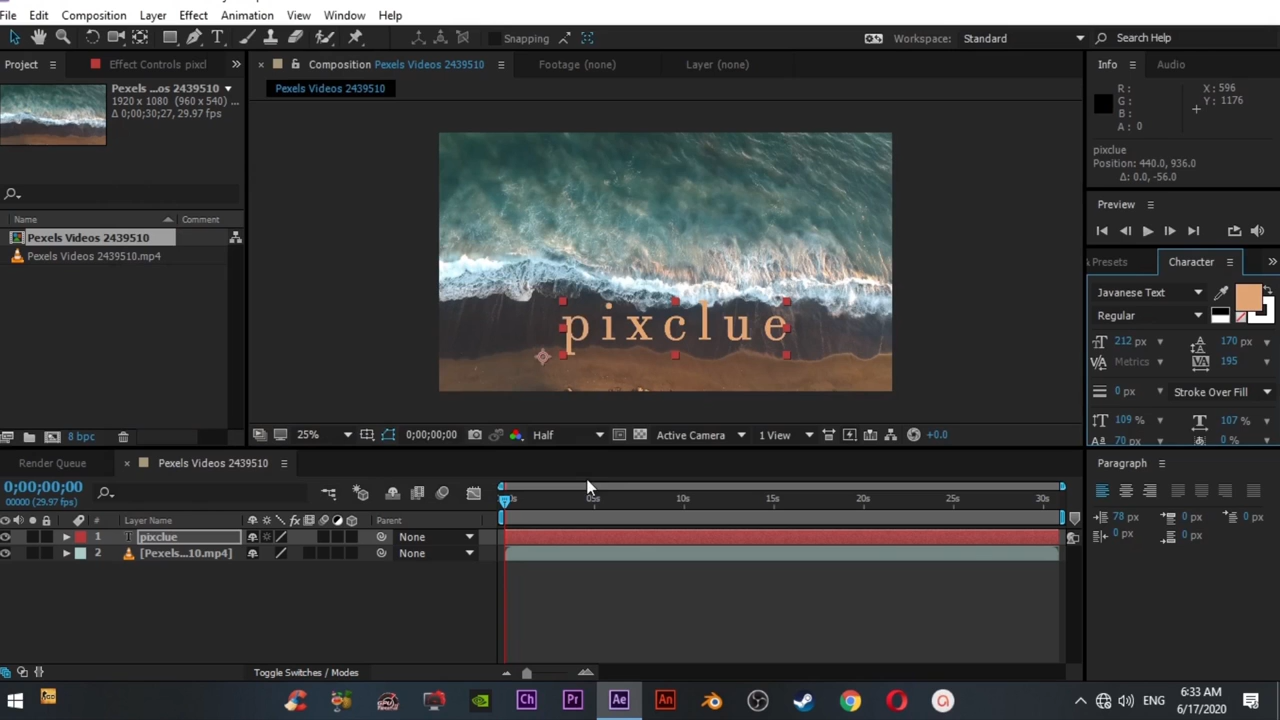 File Edit Composition Layer Effect Animation View Window Help
Snapping Workspace: Standard Search Help
Project Effect Controls pixcl Composition Pexels Videos 2439510 Footage (none) Layer (none) Info Audio
Pexels ...os 2439510
1920 x 1080 (960 x 540) ...
Δ 0;00;30;27, 29.97 fps)
Pexels Videos 2439510
R : X : 596
G : Y : 1176
B :
A : 0
pixclue
Position: 440.0, 936.0
Δ: 0.0, -56.0
Preview
Name Comment
Pexels Videos 2439510
Pexels Videos 2439510.mp4
pixclue
Presets Character
Javanese Text
Regular
212 px 170 px
Metrics 195
0 px Stroke Over Fill
109 % 107 %
70 px 0 %
8 bpc 25% 0;00;00;00 Half Active Camera 1 View +0.0
Render Queue Pexels Videos 2439510 Paragraph
0;00;00;00
00000 (29.97 fps)
05s 10s 15s 20s 25s 30s
78 px 0 px 0 px
0 px 0 px
# Layer Name Parent
1 T pixclue None
2 [Pexels...10.mp4] None
Toggle Switches / Modes
Ch Pr Ae An ENG 6:33 AM
6/17/2020